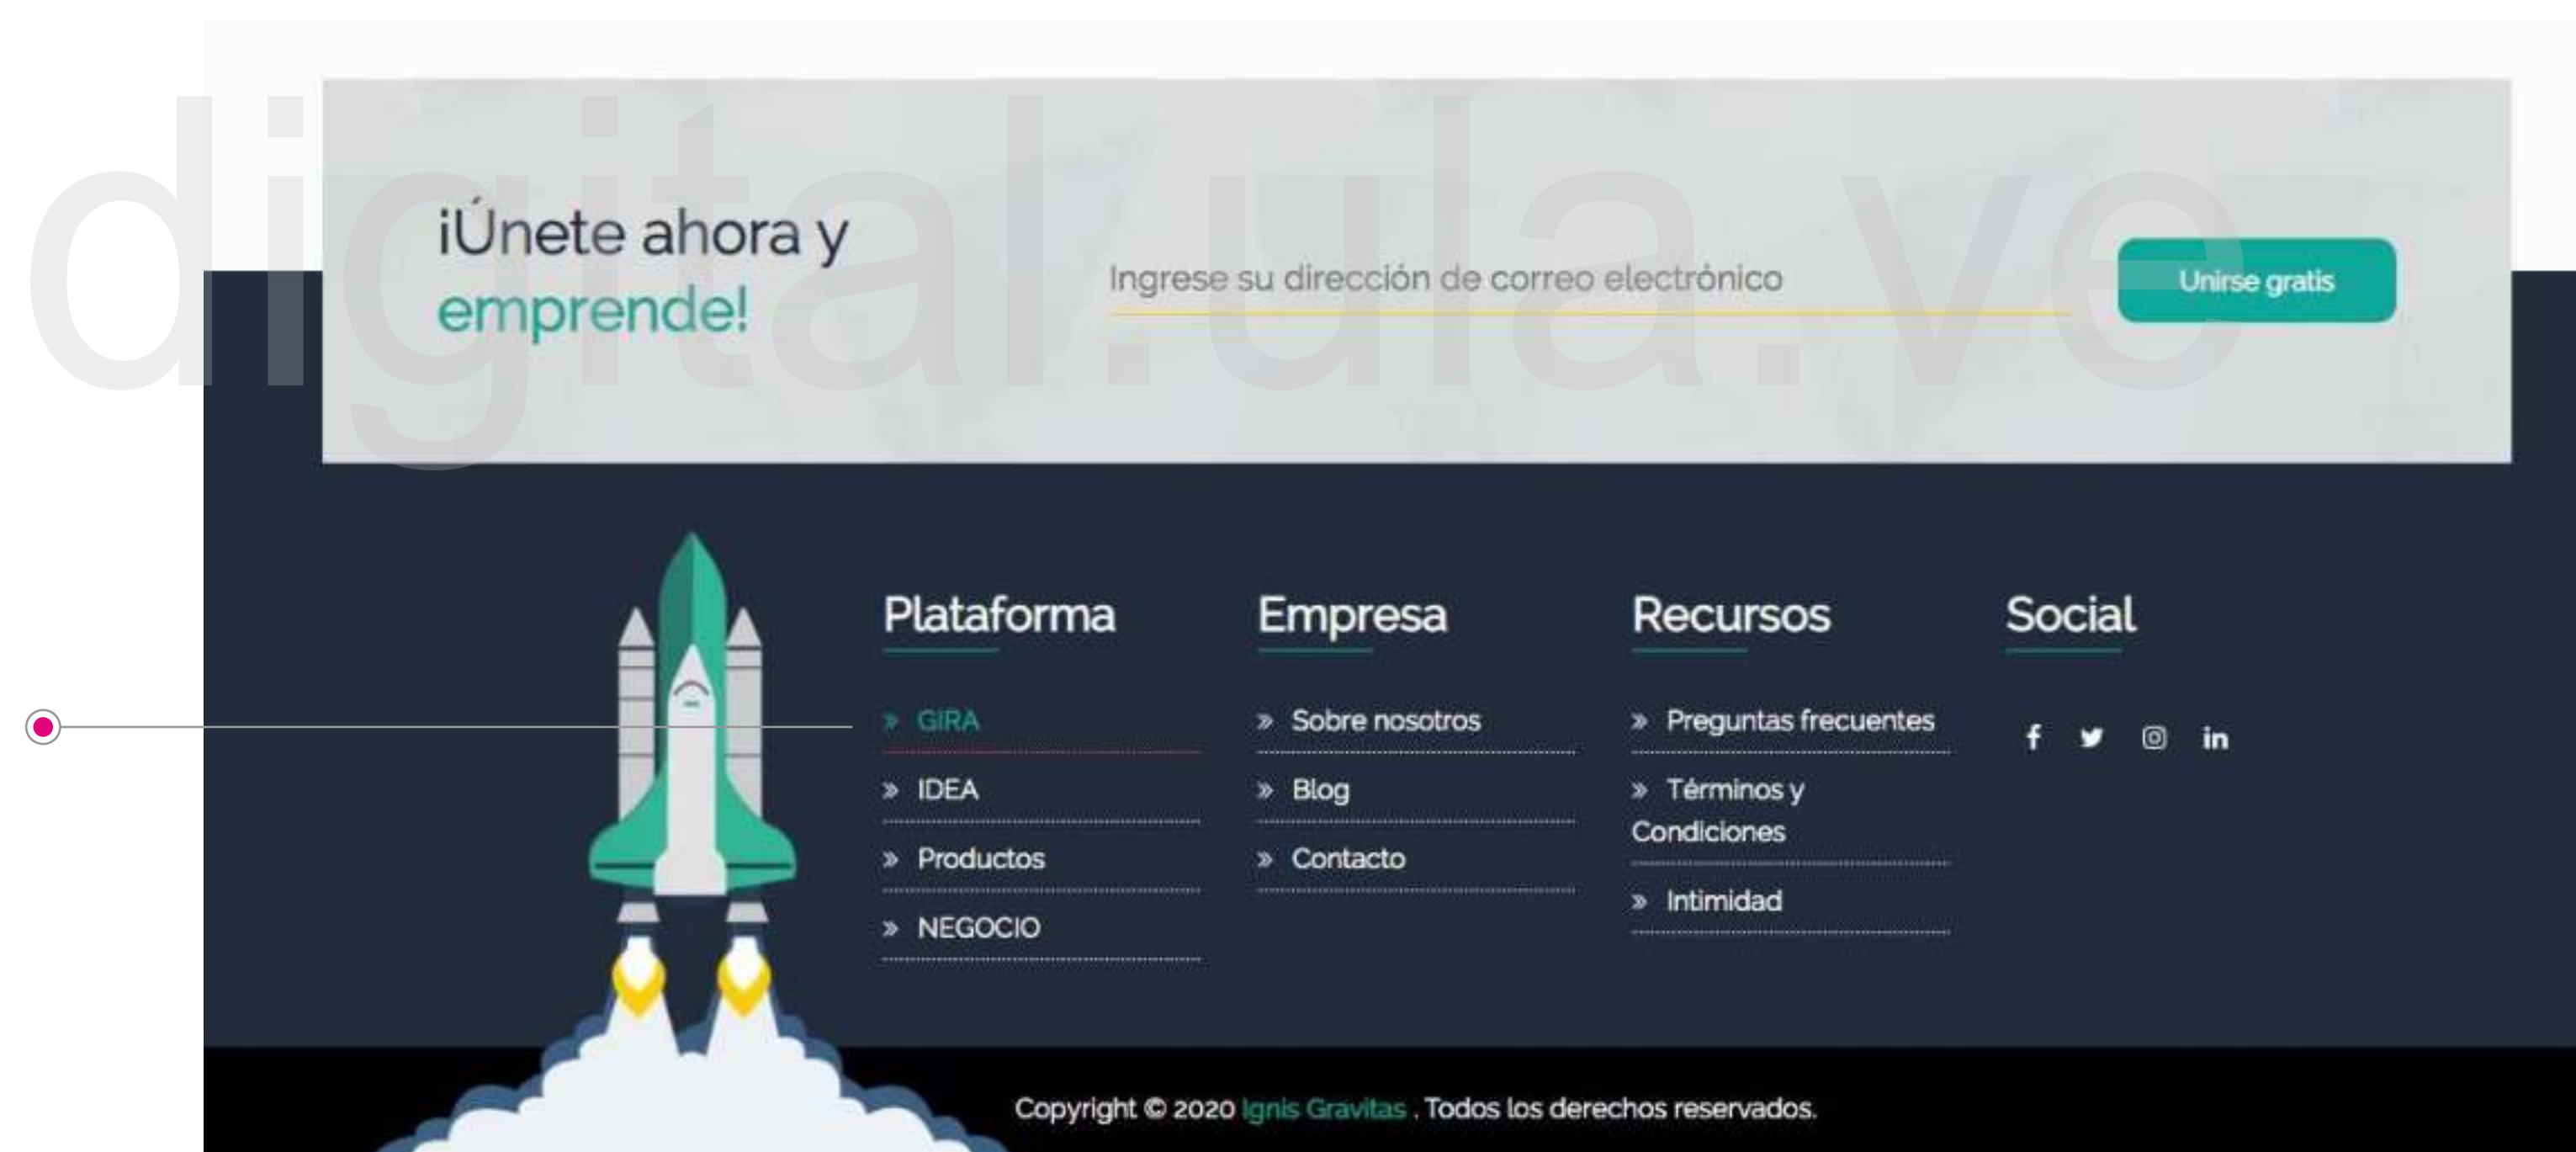 digital.ula.ve
¡Únete ahora y
emprende!
Ingrese su dirección de correo electrónico
Unirse gratis
Plataforma
» GIRA
» IDEA
» Productos
» NEGOCIO
Empresa
» Sobre nosotros
» Blog
» Contacto
Recursos
» Preguntas frecuentes
» Términos y
Condiciones
» Intimidad
Social
Copyright © 2020 Ignis Gravitas . Todos los derechos reservados.